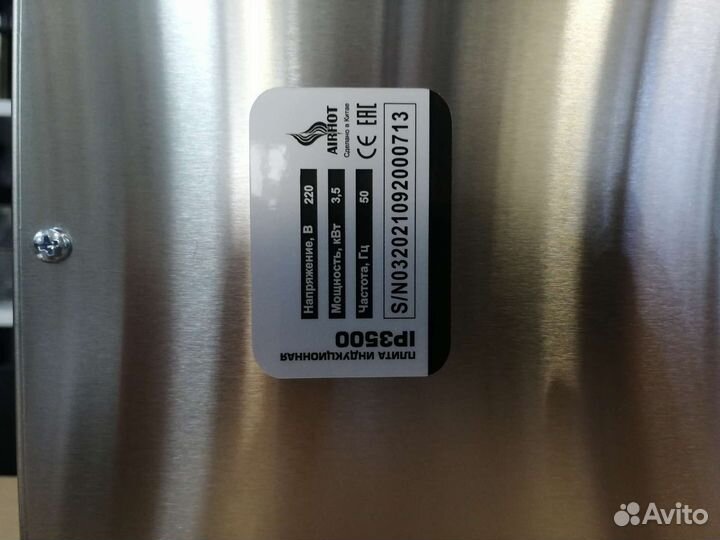 ПЛИТА ИНДУКЦИОННАЯ
IP3500
AIRHOT
Сделано в Китае
CE EAC
Напряжение, В 220
Мощность, кВт 3,5
Частота, Гц 50
S/N032021092000713
Avito